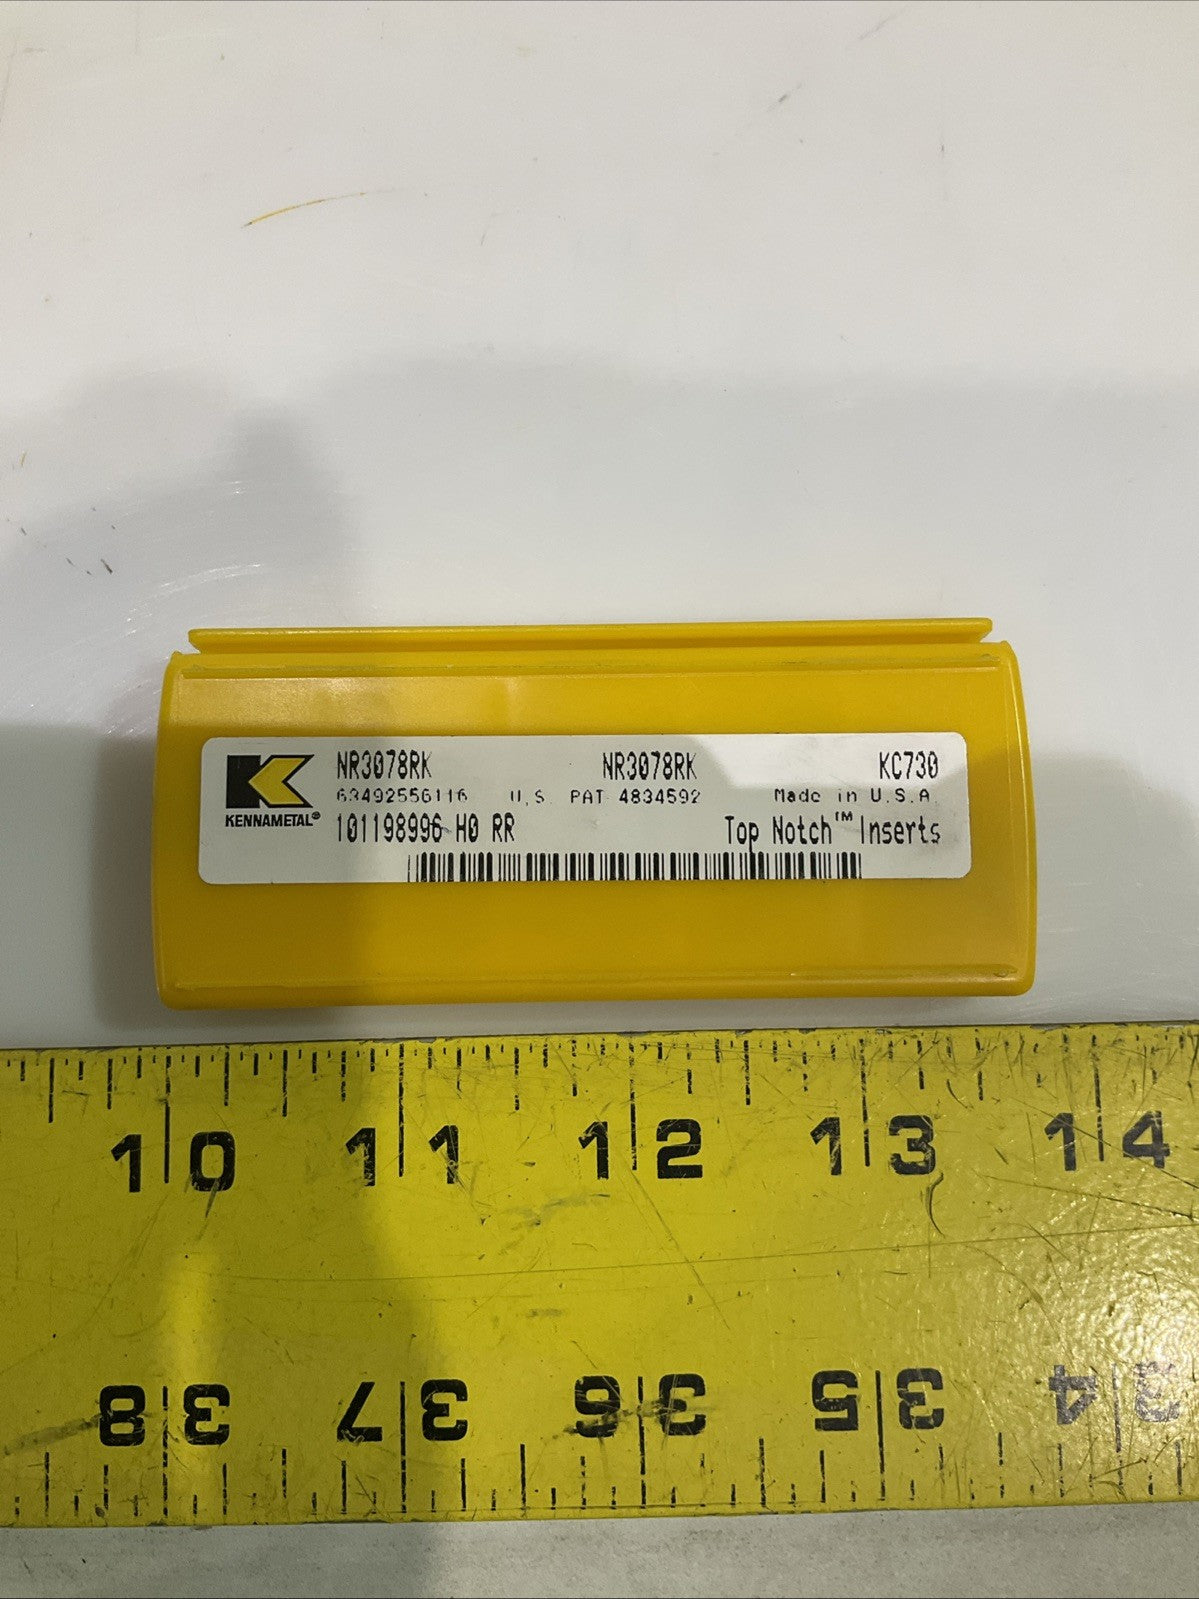 NR3078RK NR3078RK KC730
63492556116 U.S. PAT 4834592 Made in U.S.A.
KENNAMETAL® 101198996 H0 RR Top Notch™ Inserts
10 11 12 13 14
38 37 36 35 34